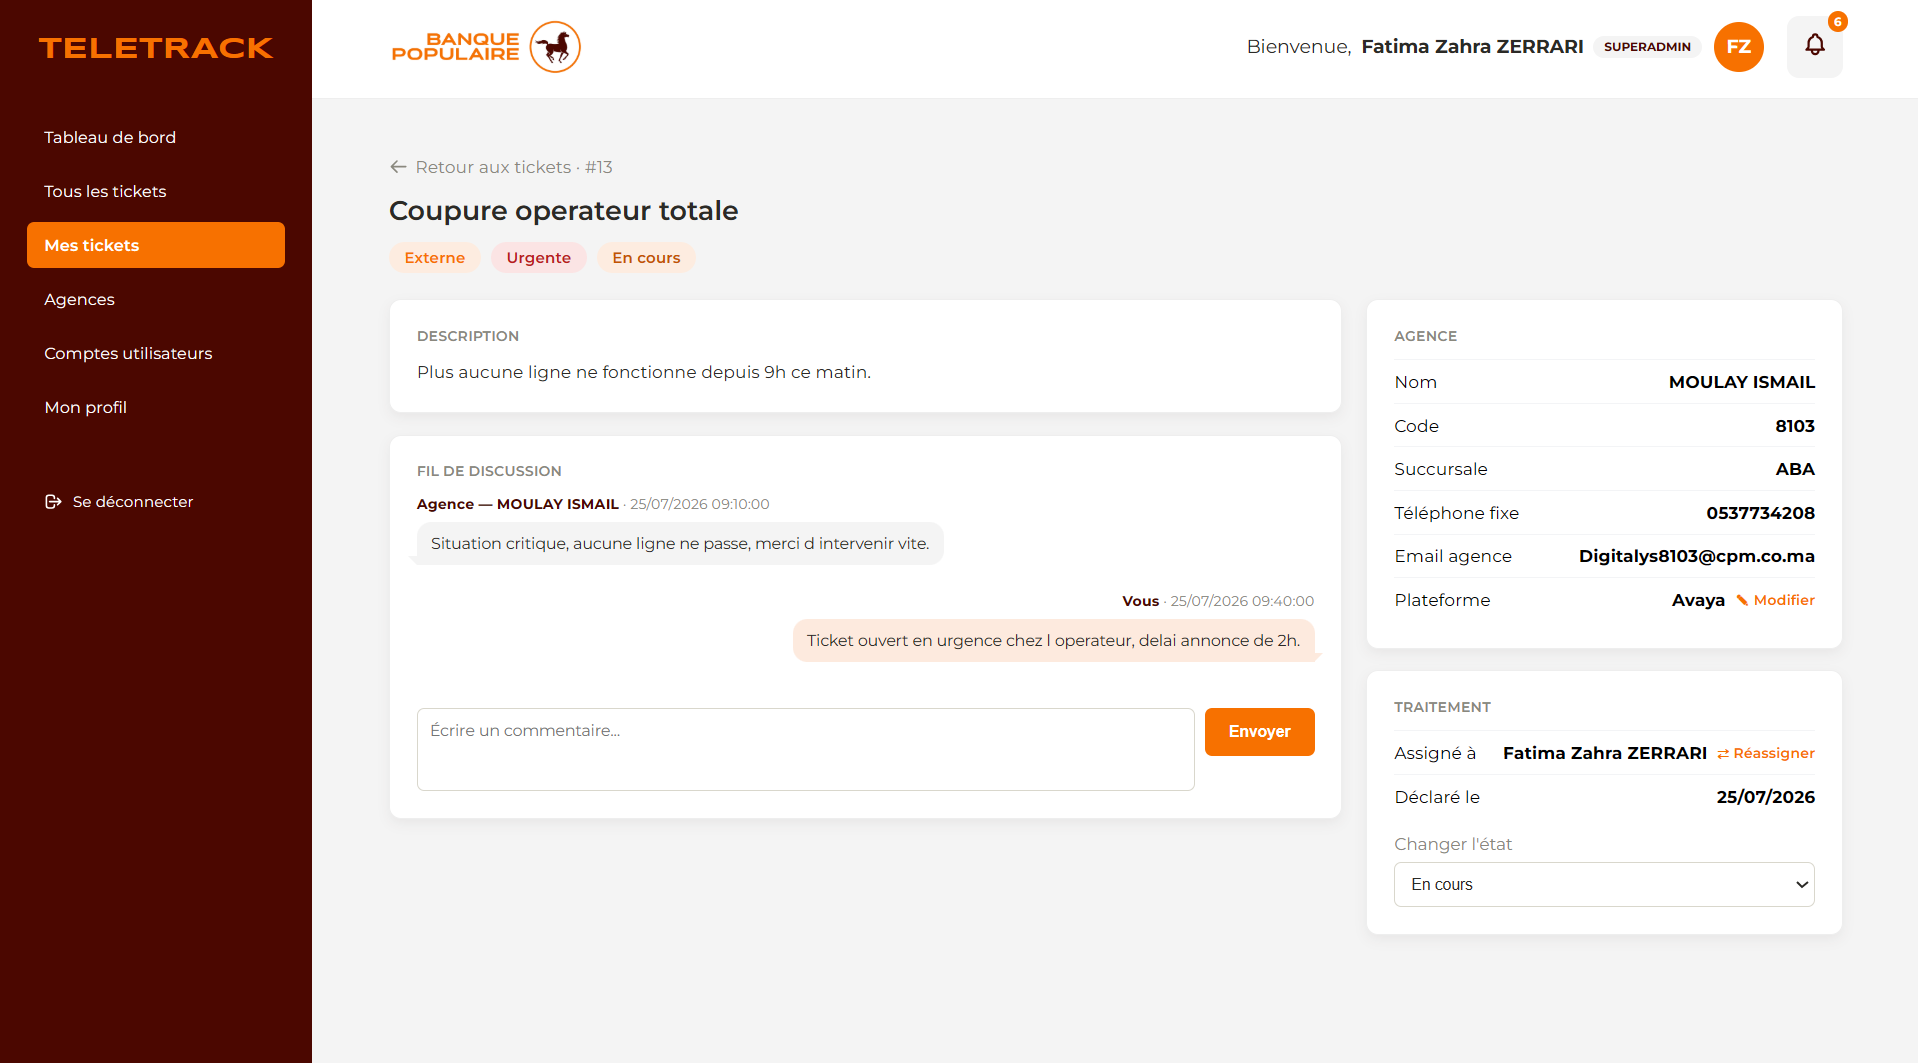 TELETRACK
Tableau de bord
Tous les tickets
Mes tickets
Agences
Comptes utilisateurs
Mon profil
Se déconnecter
BANQUE
POPULAIRE
Bienvenue, Fatima Zahra ZERRARI SUPERADMIN FZ 6
← Retour aux tickets · #13
Coupure operateur totale
Externe Urgente En cours
DESCRIPTION
Plus aucune ligne ne fonctionne depuis 9h ce matin.
FIL DE DISCUSSION
Agence — MOULAY ISMAIL · 25/07/2026 09:10:00
Situation critique, aucune ligne ne passe, merci d intervenir vite.
Vous · 25/07/2026 09:40:00
Ticket ouvert en urgence chez l operateur, delai annonce de 2h.
Écrire un commentaire...
Envoyer
AGENCE
Nom MOULAY ISMAIL
Code 8103
Succursale ABA
Téléphone fixe 0537734208
Email agence Digitalys8103@cpm.co.ma
Plateforme Avaya Modifier
TRAITEMENT
Assigné à Fatima Zahra ZERRARI ⇄ Réassigner
Déclaré le 25/07/2026
Changer l'état
En cours